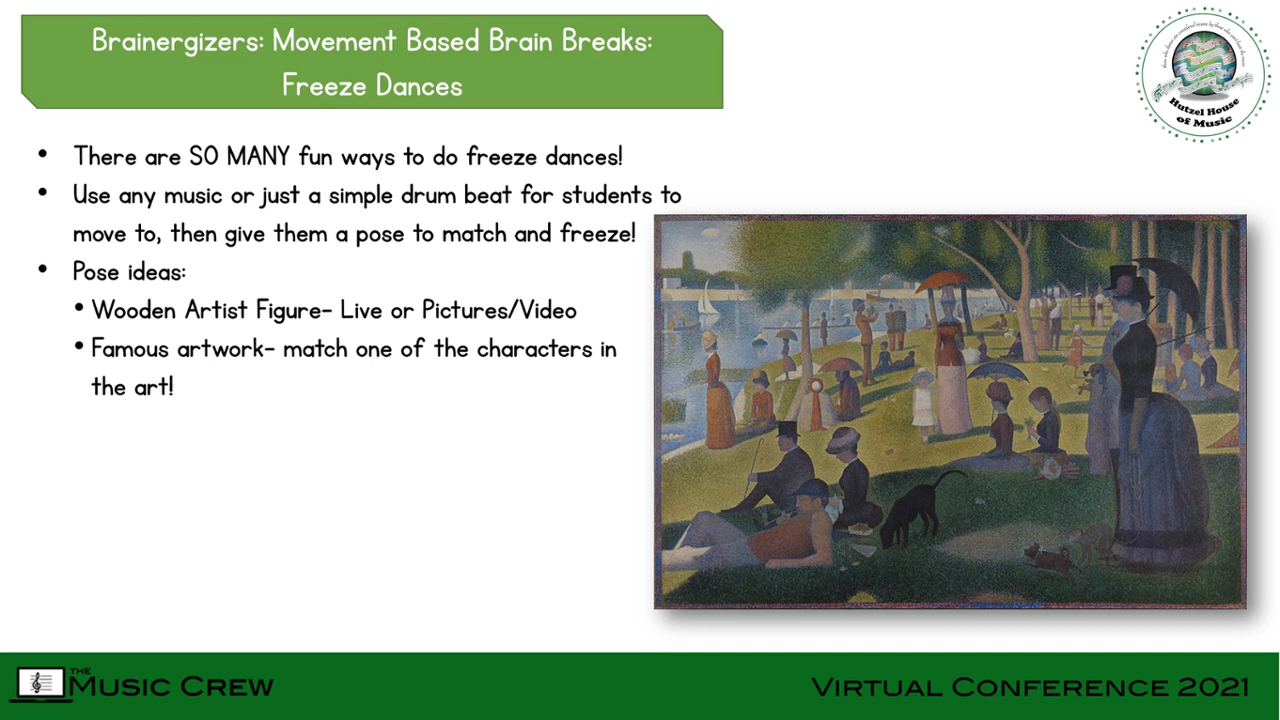 Brainergizers: Movement Based Brain Breaks:
Freeze Dances
Hutzel House
of Music
• There are SO MANY fun ways to do freeze dances!
• Use any music or just a simple drum beat for students to
move to, then give them a pose to match and freeze!
• Pose ideas:
• Wooden Artist Figure- Live or Pictures/Video
• Famous artwork- match one of the characters in
the art!
THE
MUSIC CREW
VIRTUAL CONFERENCE 2021